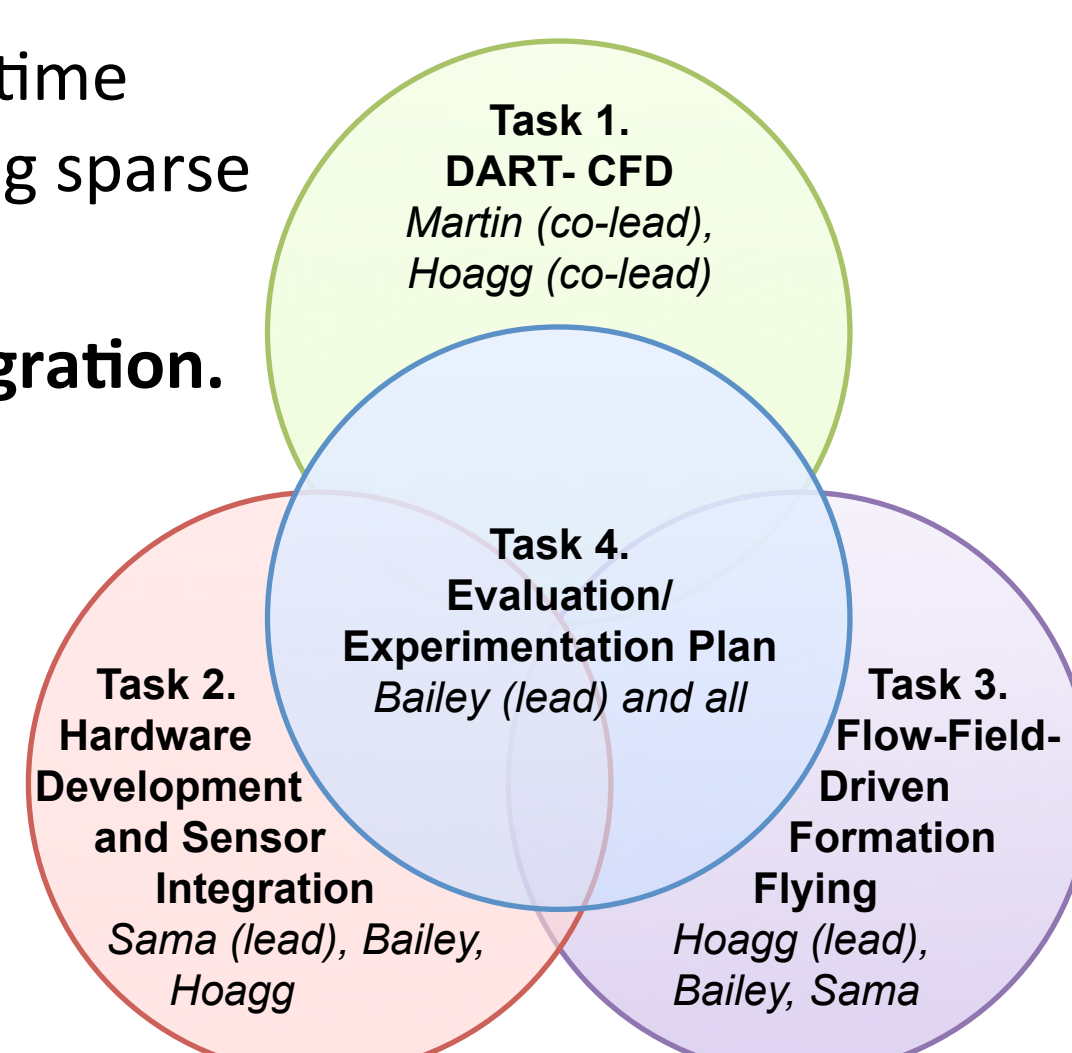 time
g sparse
gration.
Task 1.
DART- CFD
Martin (co-lead),
Hoagg (co-lead)
Task 4.
Evaluation/
Experimentation Plan
Bailey (lead) and all
Task 2.
Hardware
Development
and Sensor
Integration
Sama (lead), Bailey,
Hoagg
Task 3.
Flow-Field-
Driven
Formation
Flying
Hoagg (lead),
Bailey, Sama